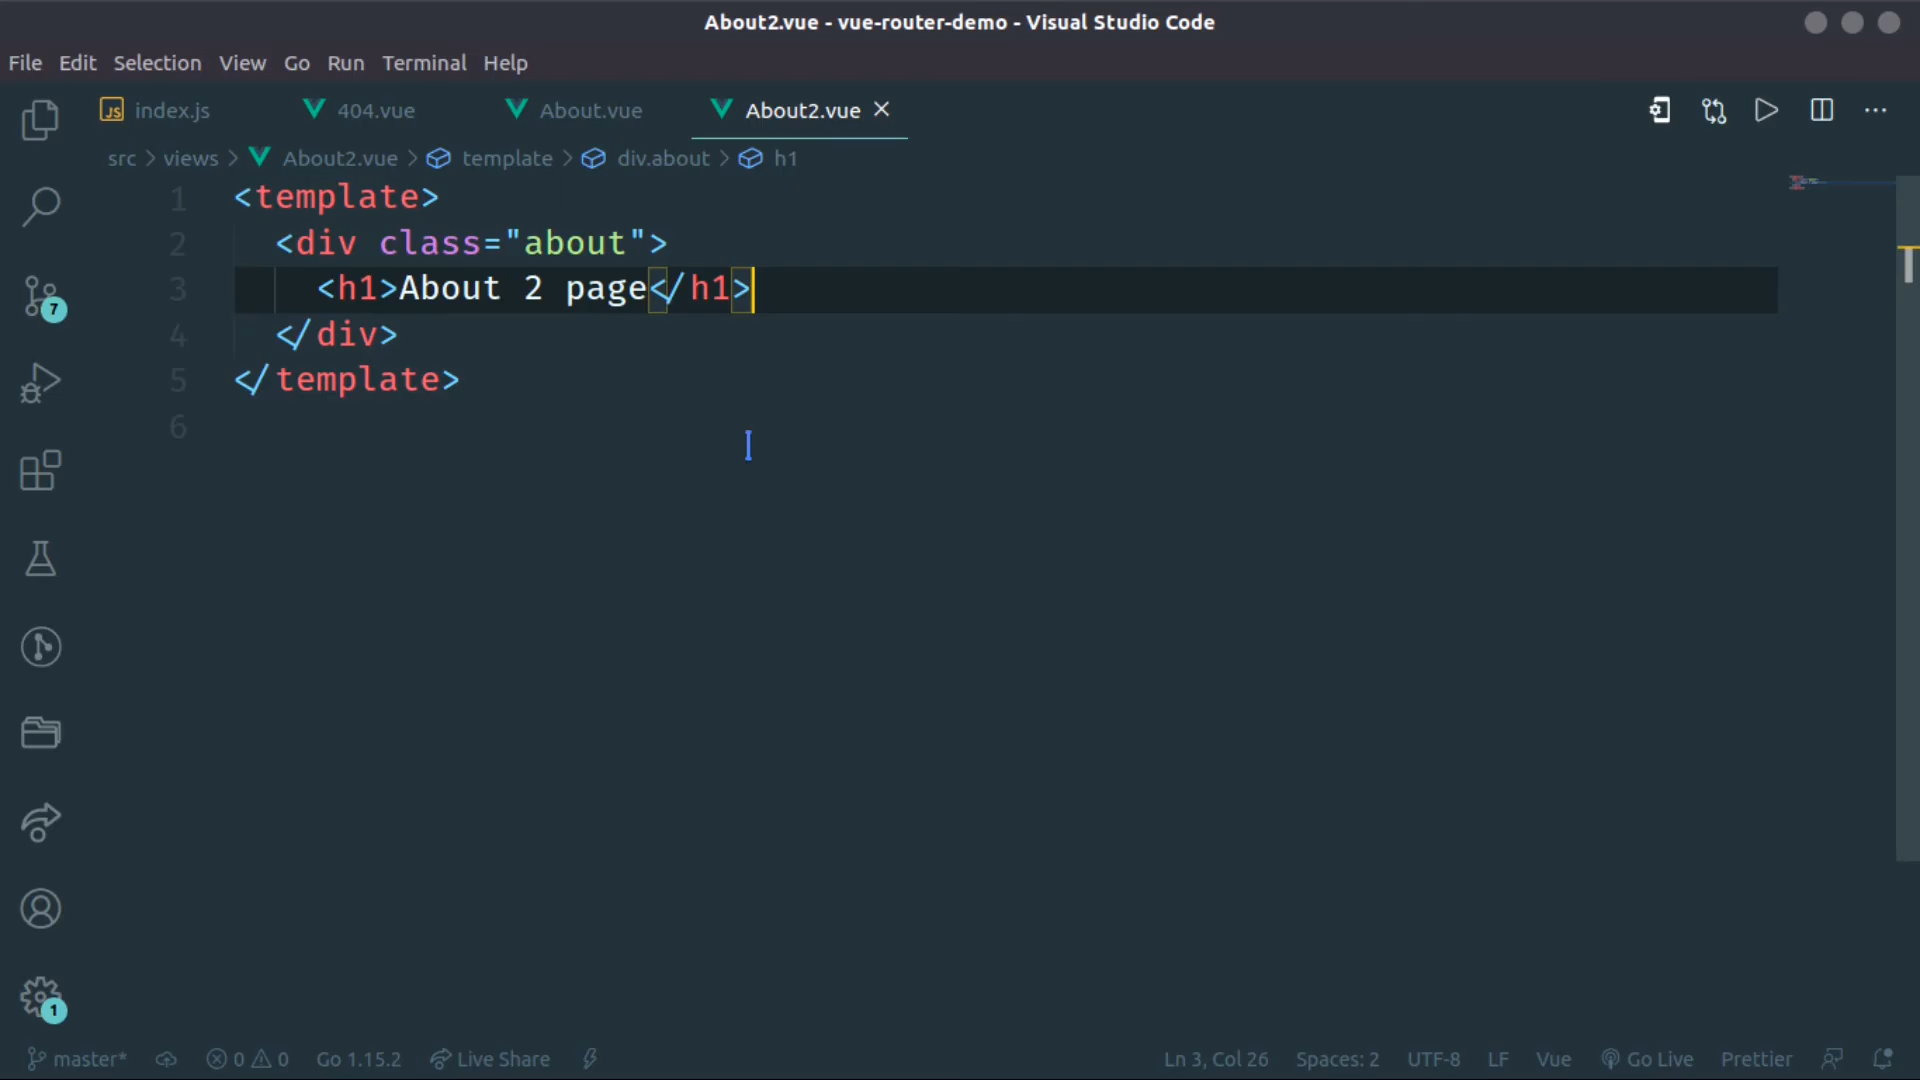 About2.vue - vue-router-demo - Visual Studio Code
File Edit Selection View Go Run Terminal Help
JS index.js 404.vue About.vue About2.vue
src > views > About2.vue > template > div.about > h1
1 <template>
2 <div class="about">
3 <h1>About 2 page</h1>
4 </div>
5 </template>
6
7
1
master* 0 0 Go 1.15.2 Live Share Ln 3, Col 26 Spaces: 2 UTF-8 LF Vue Go Live Prettier